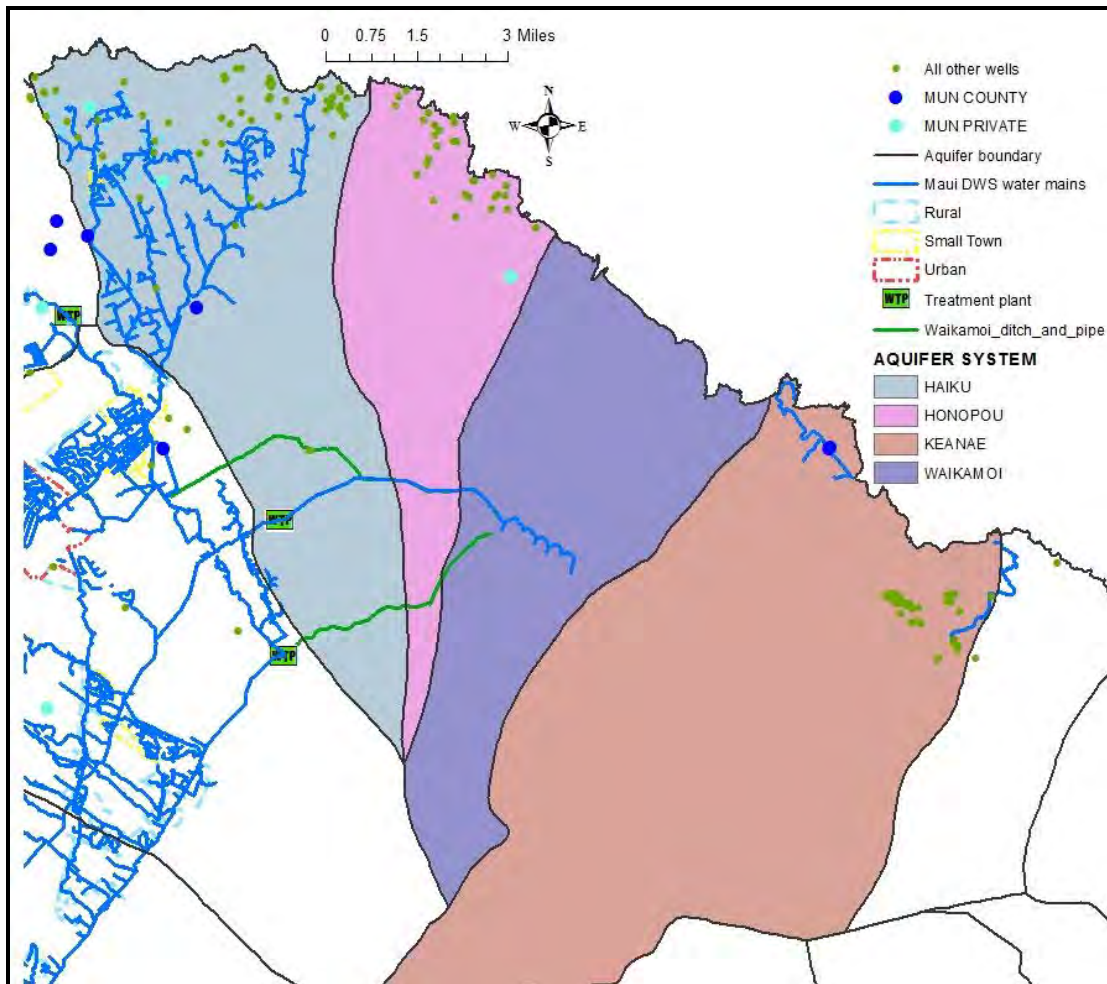 0 0.75 1.5 3 Miles
N
W E
S
All other wells
MUN COUNTY
MUN PRIVATE
Aquifer boundary
Maui DWS water mains
Rural
Small Town
Urban
WTP Treatment plant
Waikamoi_ditch_and_pipe
AQUIFER SYSTEM
HAIKU
HONOPOU
KEANAE
WAIKAMOI
WTP
WTP
WTP